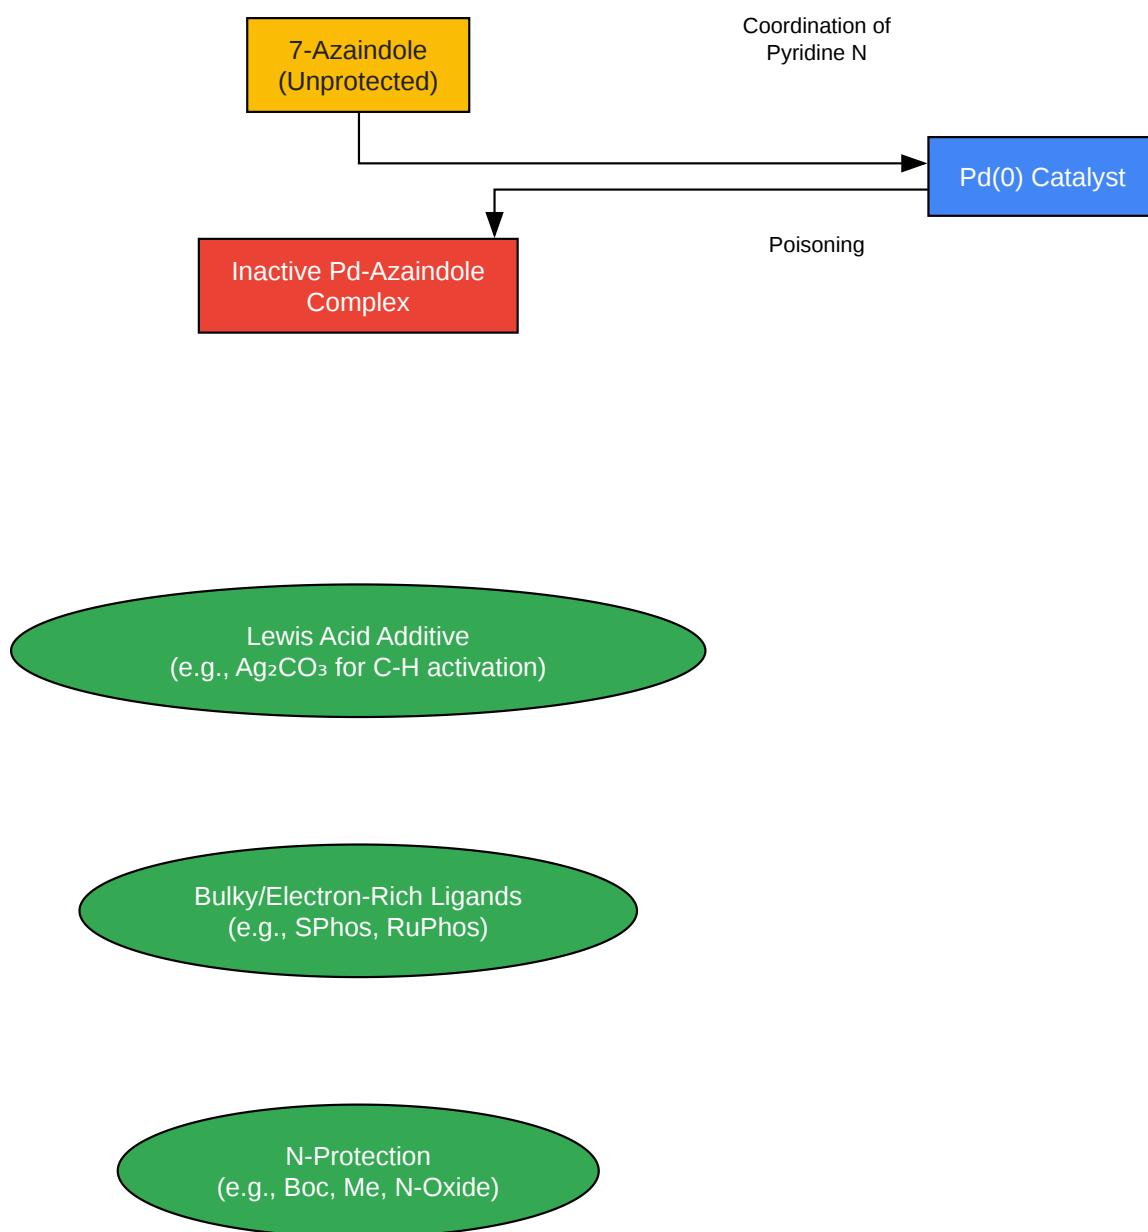 Coordination of
Pyridine N
7-Azaindole
(Unprotected)
Pd(0) Catalyst
Poisoning
Inactive Pd-Azaindole
Complex
Lewis Acid Additive
(e.g., Ag₂CO₃ for C-H activation)
Bulky/Electron-Rich Ligands
(e.g., SPhos, RuPhos)
N-Protection
(e.g., Boc, Me, N-Oxide)